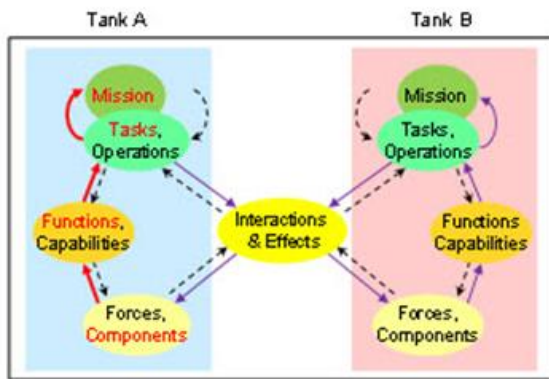 Tank A
Tank B
Mission
Tasks,
Operations
Functions,
Capabilities
Forces,
Components
Interactions
& Effects
Mission
Tasks,
Operations
Functions
Capabilities
Forces,
Components